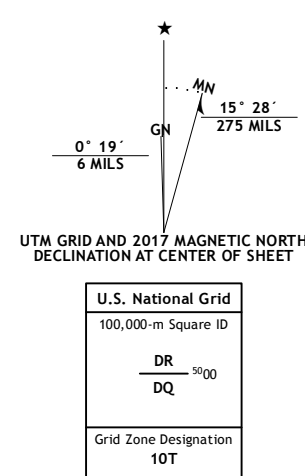 MN
GN
15° 28´
275 MILS
0° 19´
6 MILS
UTM GRID AND 2017 MAGNETIC NORTH
DECLINATION AT CENTER OF SHEET
U.S. National Grid
100,000-m Square ID
DR
5000
DQ
Grid Zone Designation
10T